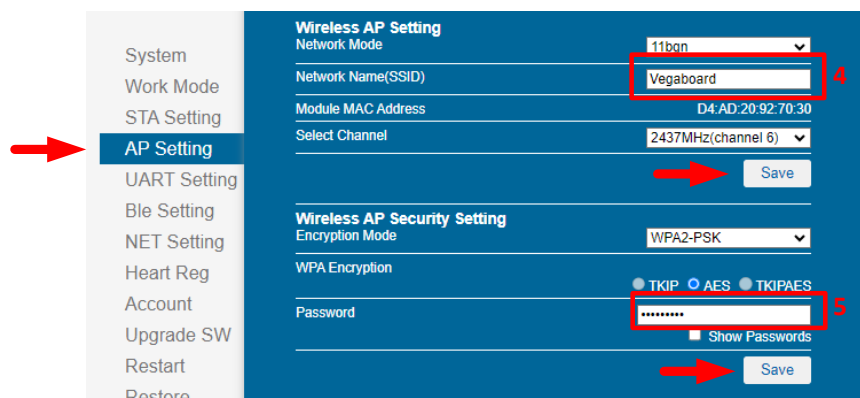 System
Work Mode
STA Setting
AP Setting
UART Setting
Ble Setting
NET Setting
Heart Reg
Account
Upgrade SW
Restart
Restore
Wireless AP Setting
Network Mode 11bgn
Network Name(SSID) Vegaboard 4
Module MAC Address D4:AD:20:92:70:30
Select Channel 2437MHz(channel 6)
Save
Wireless AP Security Setting
Encryption Mode WPA2-PSK
WPA Encryption
TKIP AES TKIPAES
Password ••••••••• 5
Show Passwords
Save